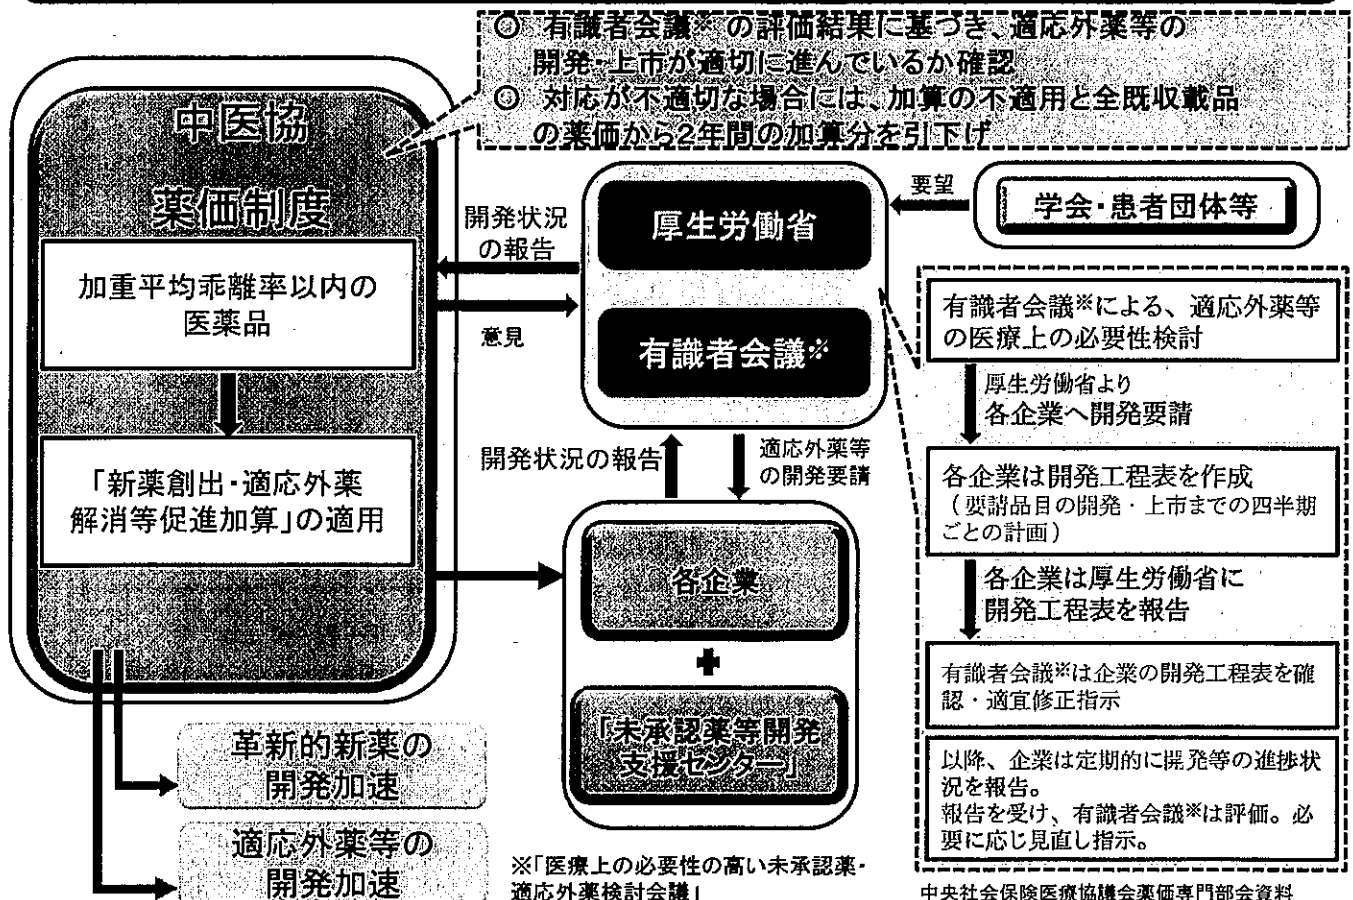 ○ 有識者会議※ の評価結果に基づき、適応外薬等の
開発・上市が適切に進んでいるか確認
○ 対応が不適切な場合には、加算の不適用と全既収載品
の薬価から2年間の加算分を引下げ
中医協
薬価制度
加重平均乖離率以内の
医薬品
「新薬創出・適応外薬
解消等促進加算」の適用
開発状況
の報告
意見
厚生労働省
有識者会議※
要望
学会・患者団体等
開発状況の報告
適応外薬等
の開発要請
各企業
+
「未承認薬等開発
支援センター」
革新的新薬の
開発加速
適応外薬等の
開発加速
有識者会議※による、適応外薬等
の医療上の必要性検討
厚生労働省より
各企業へ開発要請
各企業は開発工程表を作成
（要請品目の開発・上市までの四半期
ごとの計画）
各企業は厚生労働省に
開発工程表を報告
有識者会議※は企業の開発工程表を確
認・適宜修正指示
以降、企業は定期的に開発等の進捗状
況を報告。
報告を受け、有識者会議※は評価。必
要に応じ見直し指示。
※「医療上の必要性の高い未承認薬・
適応外薬検討会議」
中央社会保険医療協議会薬価専門部会資料